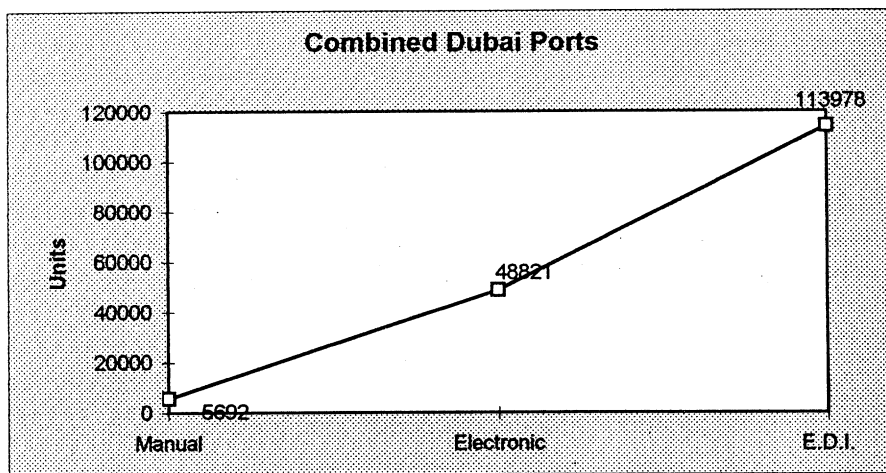 Combined Dubai Ports
Units
120000
100000
80000
60000
40000
20000
0
113978
48821
5692
Manual
Electronic
E.D.I.